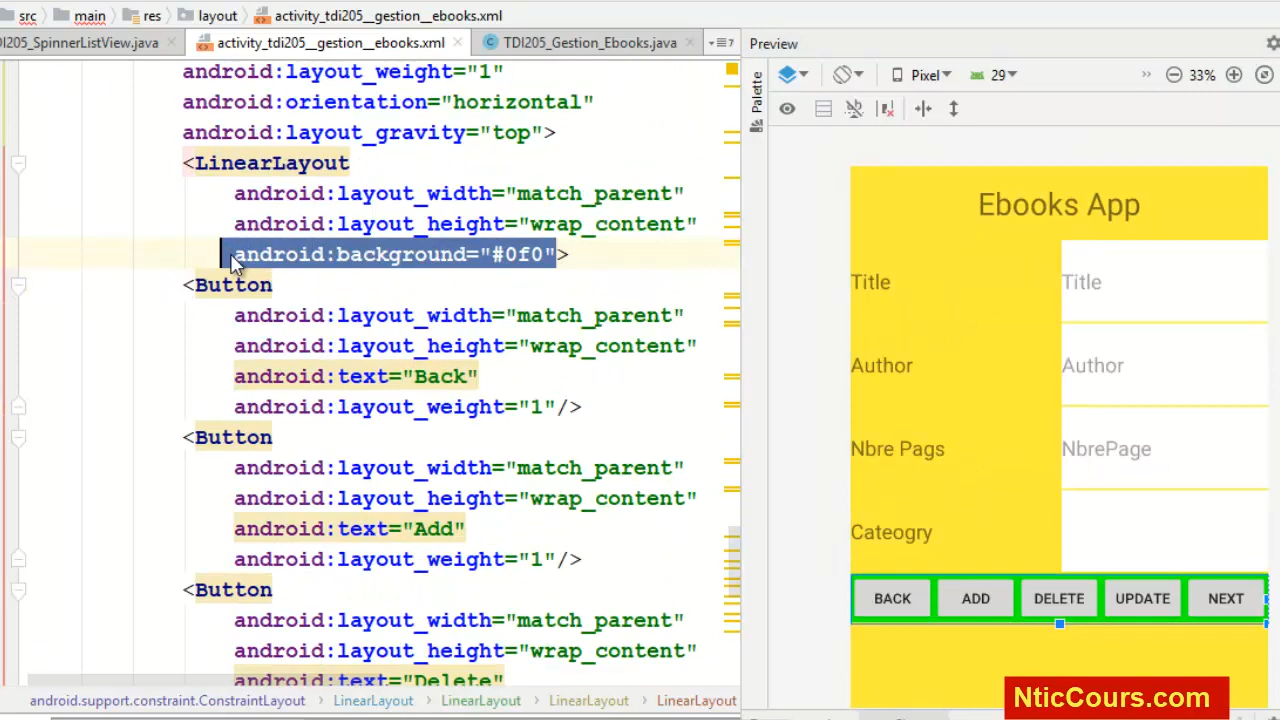 src main res layout activity_tdi205__gestion__ebooks.xml
DI205_SpinnerListView.java activity_tdi205__gestion__ebooks.xml TDI205_Gestion_Ebooks.java
android:layout_weight="1"
android:orientation="horizontal"
android:layout_gravity="top">
<LinearLayout
android:layout_width="match_parent"
android:layout_height="wrap_content"
android:background="#0f0">
<Button
android:layout_width="match_parent"
android:layout_height="wrap_content"
android:text="Back"
android:layout_weight="1"/>
<Button
android:layout_width="match_parent"
android:layout_height="wrap_content"
android:text="Add"
android:layout_weight="1"/>
<Button
android:layout_width="match_parent"
android:layout_height="wrap_content"
android:text="Delete"
android.support.constraint.ConstraintLayout LinearLayout LinearLayout LinearLayout LinearLayout
Preview
Palette
Pixel 29 33%
Ebooks App
Title Title
Author Author
Nbre Pags NbrePage
Cateogry
BACK ADD DELETE UPDATE NEXT
NticCours.com